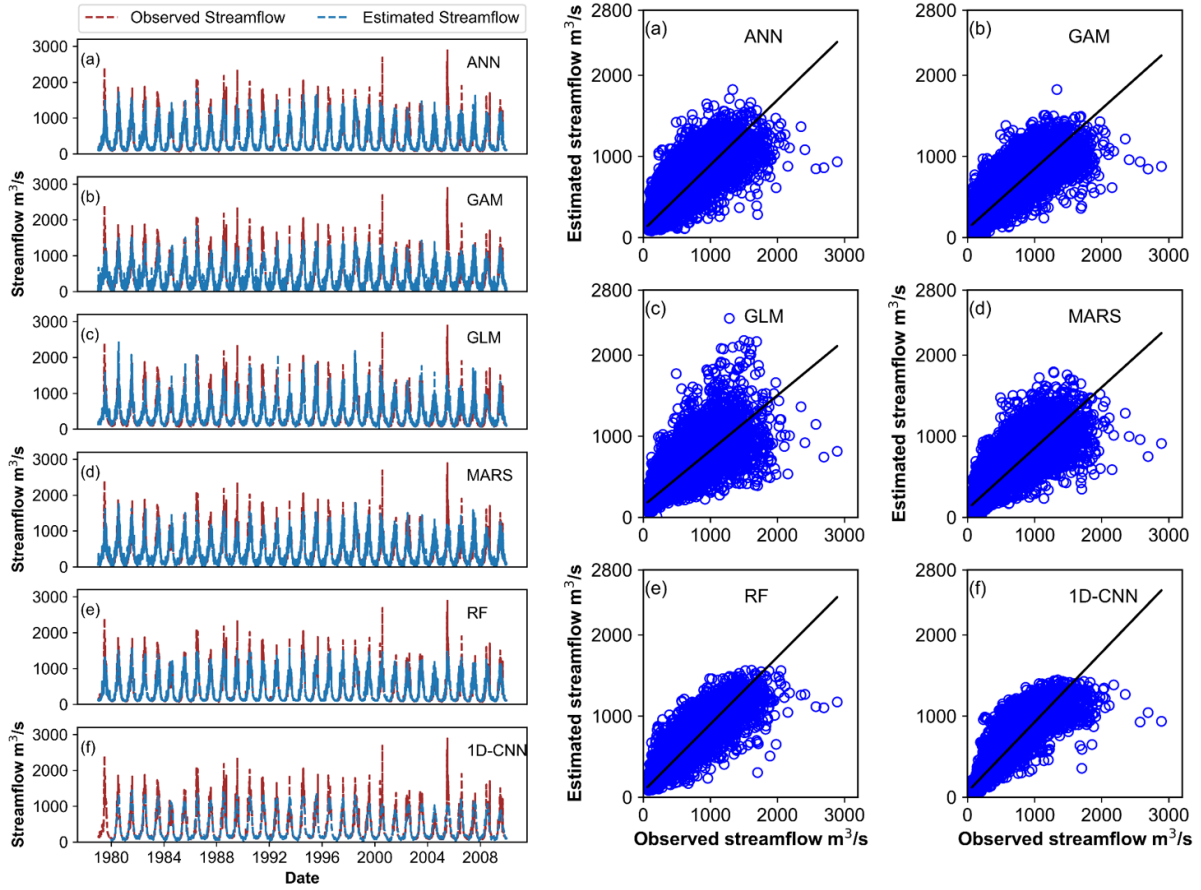 Observed Streamflow Estimated Streamflow
(a) ANN
3000
2000
1000
0
(b) GAM
3000
2000
1000
0
Streamflow m³/s
(c) GLM
3000
2000
1000
0
(d) MARS
3000
2000
1000
0
Streamflow m³/s
(e) RF
3000
2000
1000
0
(f) 1D-CNN
3000
2000
1000
0
Streamflow m³/s
1980 1984 1988 1992 1996 2000 2004 2008
Date
(a) ANN
2800
2000
1000
0
0 1000 2000 3000
Estimated streamflow m³/s
(b) GAM
2800
2000
1000
0
0 1000 2000 3000
(c) GLM
2800
2000
1000
0
0 1000 2000 3000
(d) MARS
2800
2000
1000
0
0 1000 2000 3000
Estimated streamflow m³/s
(e) RF
2800
2000
1000
0
0 1000 2000 3000
Estimated streamflow m³/s
Observed streamflow m³/s
(f) 1D-CNN
2800
2000
1000
0
0 1000 2000 3000
Observed streamflow m³/s